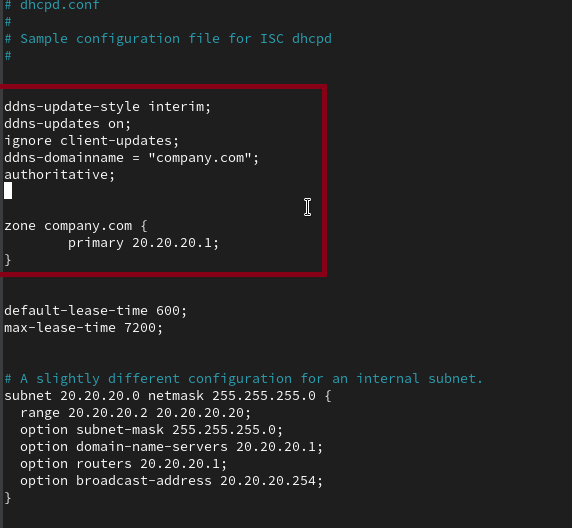 # dhcpd.conf
#
# Sample configuration file for ISC dhcpd
#
ddns-update-style interim;
ddns-updates on;
ignore client-updates;
ddns-domainname = "company.com";
authoritative;
zone company.com {
        primary 20.20.20.1;
}
default-lease-time 600;
max-lease-time 7200;
# A slightly different configuration for an internal subnet.
subnet 20.20.20.0 netmask 255.255.255.0 {
  range 20.20.20.2 20.20.20.20;
  option subnet-mask 255.255.255.0;
  option domain-name-servers 20.20.20.1;
  option routers 20.20.20.1;
  option broadcast-address 20.20.20.254;
}